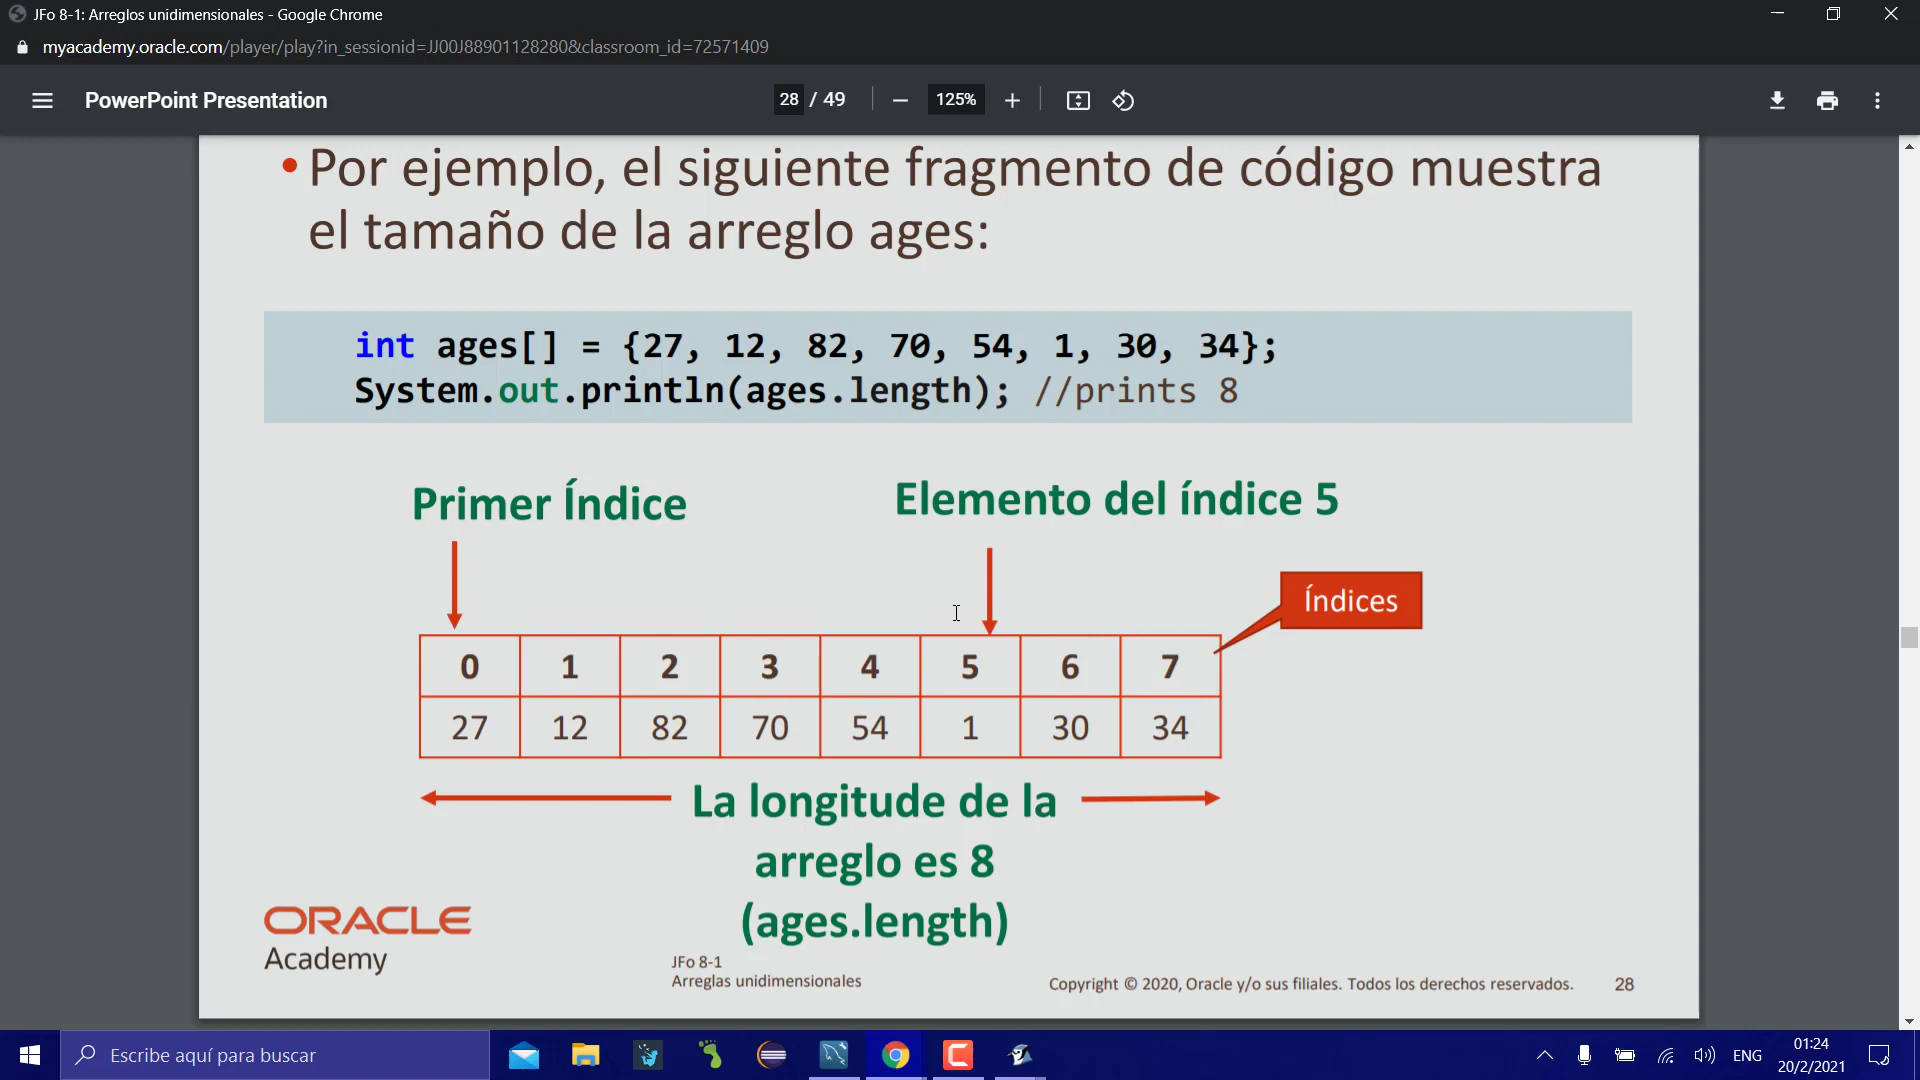 JFo 8-1: Arreglos unidimensionales - Google Chrome
myacademy.oracle.com/player/play?in_sessionid=JJ00J88901128280&classroom_id=72571409
PowerPoint Presentation
28 / 49
125%
• Por ejemplo, el siguiente fragmento de código muestra
el tamaño de la arreglo ages:
int ages[] = {27, 12, 82, 70, 54, 1, 30, 34};
System.out.println(ages.length); //prints 8
Primer Índice
Elemento del índice 5
Índices
0 1 2 3 4 5 6 7
27 12 82 70 54 1 30 34
La longitude de la
arreglo es 8
(ages.length)
ORACLE
Academy
JFo 8-1
Arreglas unidimensionales
Copyright © 2020, Oracle y/o sus filiales. Todos los derechos reservados.
28
Escribe aquí para buscar
ENG
01:24
20/2/2021